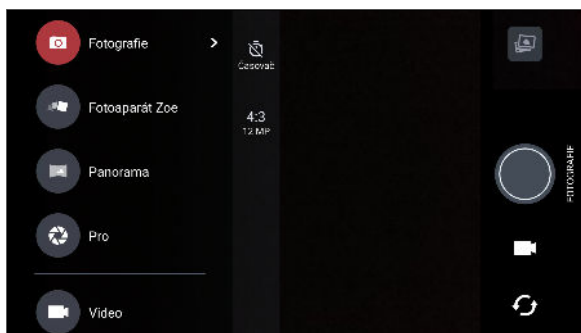 Fotografie
Časovač
Fotoaparát Zoe
4:3
12 MP
Panorama
FOTOGRAFIE
Pro
Video